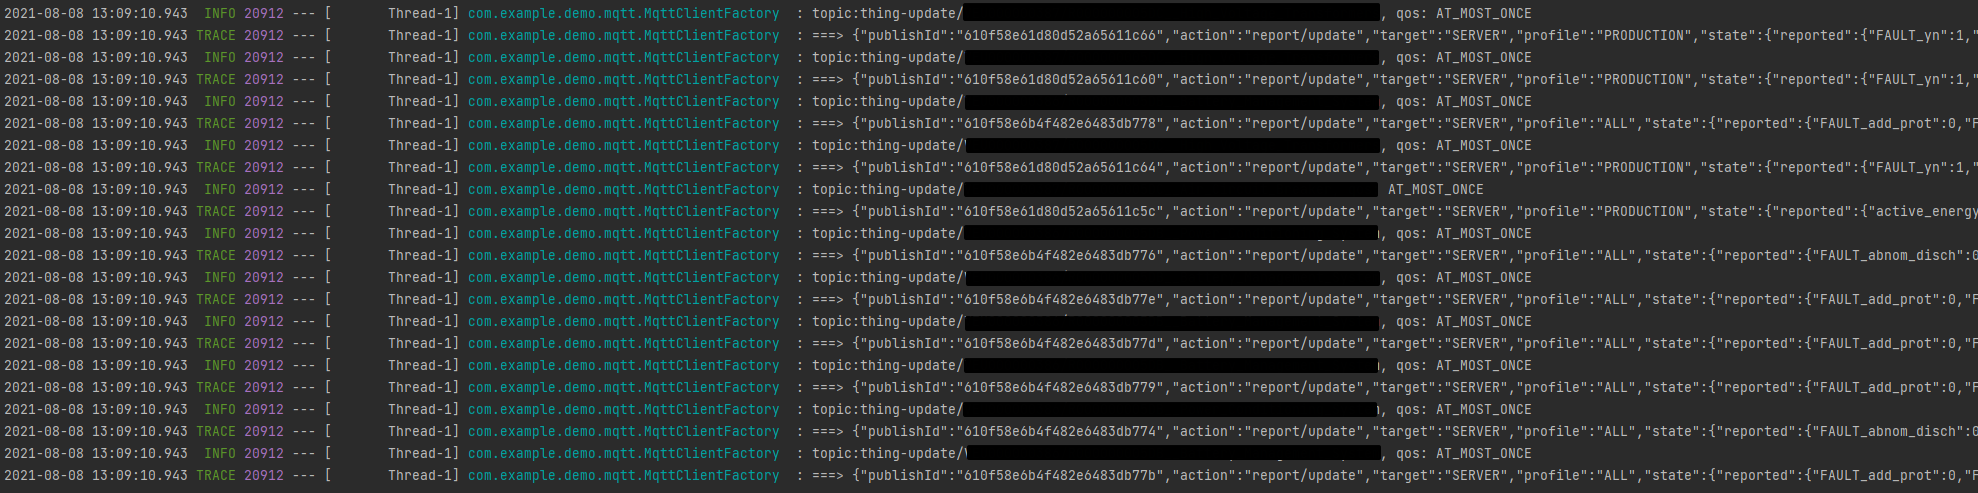 2021-08-08 13:09:10.943  INFO 20912 --- [       Thread-1] com.example.demo.mqtt.MqttClientFactory  : topic:thing-update/, qos: AT_MOST_ONCE
2021-08-08 13:09:10.943 TRACE 20912 --- [       Thread-1] com.example.demo.mqtt.MqttClientFactory  : ===> {"publishId":"610f58e61d80d52a65611c66","action":"report/update","target":"SERVER","profile":"PRODUCTION","state":{"reported":{"FAULT_yn":1,"
2021-08-08 13:09:10.943  INFO 20912 --- [       Thread-1] com.example.demo.mqtt.MqttClientFactory  : topic:thing-update/, qos: AT_MOST_ONCE
2021-08-08 13:09:10.943 TRACE 20912 --- [       Thread-1] com.example.demo.mqtt.MqttClientFactory  : ===> {"publishId":"610f58e61d80d52a65611c60","action":"report/update","target":"SERVER","profile":"PRODUCTION","state":{"reported":{"FAULT_yn":1,"
2021-08-08 13:09:10.943  INFO 20912 --- [       Thread-1] com.example.demo.mqtt.MqttClientFactory  : topic:thing-update/, qos: AT_MOST_ONCE
2021-08-08 13:09:10.943 TRACE 20912 --- [       Thread-1] com.example.demo.mqtt.MqttClientFactory  : ===> {"publishId":"610f58e6b4f482e6483db778","action":"report/update","target":"SERVER","profile":"ALL","state":{"reported":{"FAULT_add_prot":0,"F
2021-08-08 13:09:10.943  INFO 20912 --- [       Thread-1] com.example.demo.mqtt.MqttClientFactory  : topic:thing-update/, qos: AT_MOST_ONCE
2021-08-08 13:09:10.943 TRACE 20912 --- [       Thread-1] com.example.demo.mqtt.MqttClientFactory  : ===> {"publishId":"610f58e61d80d52a65611c64","action":"report/update","target":"SERVER","profile":"PRODUCTION","state":{"reported":{"FAULT_yn":1,"
2021-08-08 13:09:10.943  INFO 20912 --- [       Thread-1] com.example.demo.mqtt.MqttClientFactory  : topic:thing-update/ AT_MOST_ONCE
2021-08-08 13:09:10.943 TRACE 20912 --- [       Thread-1] com.example.demo.mqtt.MqttClientFactory  : ===> {"publishId":"610f58e61d80d52a65611c5c","action":"report/update","target":"SERVER","profile":"PRODUCTION","state":{"reported":{"active_energy
2021-08-08 13:09:10.943  INFO 20912 --- [       Thread-1] com.example.demo.mqtt.MqttClientFactory  : topic:thing-update/, qos: AT_MOST_ONCE
2021-08-08 13:09:10.943 TRACE 20912 --- [       Thread-1] com.example.demo.mqtt.MqttClientFactory  : ===> {"publishId":"610f58e6b4f482e6483db776","action":"report/update","target":"SERVER","profile":"ALL","state":{"reported":{"FAULT_abnom_disch":0
2021-08-08 13:09:10.943  INFO 20912 --- [       Thread-1] com.example.demo.mqtt.MqttClientFactory  : topic:thing-update/, qos: AT_MOST_ONCE
2021-08-08 13:09:10.943 TRACE 20912 --- [       Thread-1] com.example.demo.mqtt.MqttClientFactory  : ===> {"publishId":"610f58e6b4f482e6483db77e","action":"report/update","target":"SERVER","profile":"ALL","state":{"reported":{"FAULT_add_prot":0,"F
2021-08-08 13:09:10.943  INFO 20912 --- [       Thread-1] com.example.demo.mqtt.MqttClientFactory  : topic:thing-update/, qos: AT_MOST_ONCE
2021-08-08 13:09:10.943 TRACE 20912 --- [       Thread-1] com.example.demo.mqtt.MqttClientFactory  : ===> {"publishId":"610f58e6b4f482e6483db77d","action":"report/update","target":"SERVER","profile":"ALL","state":{"reported":{"FAULT_add_prot":0,"F
2021-08-08 13:09:10.943  INFO 20912 --- [       Thread-1] com.example.demo.mqtt.MqttClientFactory  : topic:thing-update/, qos: AT_MOST_ONCE
2021-08-08 13:09:10.943 TRACE 20912 --- [       Thread-1] com.example.demo.mqtt.MqttClientFactory  : ===> {"publishId":"610f58e6b4f482e6483db779","action":"report/update","target":"SERVER","profile":"ALL","state":{"reported":{"FAULT_add_prot":0,"F
2021-08-08 13:09:10.943  INFO 20912 --- [       Thread-1] com.example.demo.mqtt.MqttClientFactory  : topic:thing-update/, qos: AT_MOST_ONCE
2021-08-08 13:09:10.943 TRACE 20912 --- [       Thread-1] com.example.demo.mqtt.MqttClientFactory  : ===> {"publishId":"610f58e6b4f482e6483db774","action":"report/update","target":"SERVER","profile":"ALL","state":{"reported":{"FAULT_abnom_disch":0
2021-08-08 13:09:10.943  INFO 20912 --- [       Thread-1] com.example.demo.mqtt.MqttClientFactory  : topic:thing-update/, qos: AT_MOST_ONCE
2021-08-08 13:09:10.943 TRACE 20912 --- [       Thread-1] com.example.demo.mqtt.MqttClientFactory  : ===> {"publishId":"610f58e6b4f482e6483db77b","action":"report/update","target":"SERVER","profile":"ALL","state":{"reported":{"FAULT_add_prot":0,"F